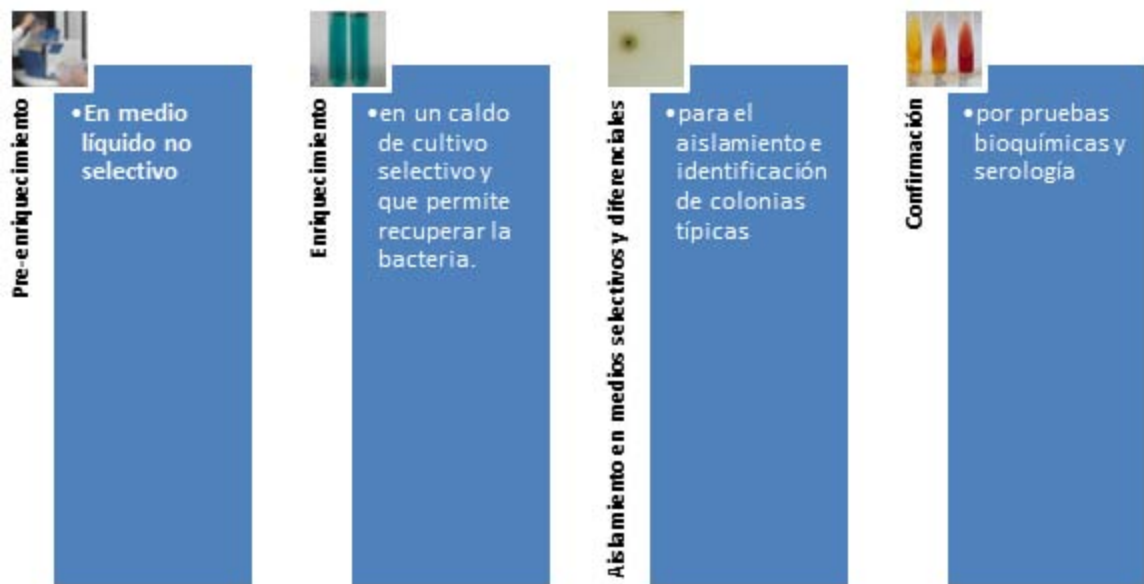 Pre-enriquecimiento
•En medio
líquido no
selectivo
Enriquecimiento
•en un caldo
de cultivo
selectivo y
que permite
recuperar la
bacteria.
Aislamiento en medios selectivos y diferenciales
•para el
aislamiento e
identificación
de colonias
típicas
Confirmación
•por pruebas
bioquímicas y
serología